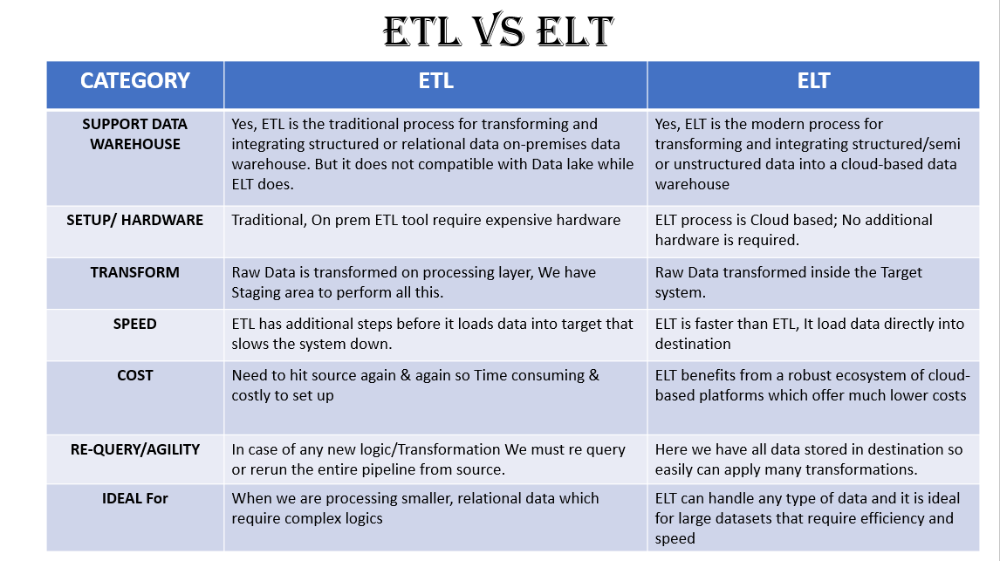 ETL VS ELT
CATEGORY
ETL
ELT
SUPPORT DATA
WAREHOUSE
Yes, ETL is the traditional process for transforming and
integrating structured or relational data on-premises data
warehouse. But it does not compatible with Data lake while
ELT does.
Yes, ELT is the modern process for
transforming and integrating structured/semi
or unstructured data into a cloud-based data
warehouse
SETUP/ HARDWARE
Traditional, On prem ETL tool require expensive hardware
ELT process is Cloud based; No additional
hardware is required.
TRANSFORM
Raw Data is transformed on processing layer, We have
Staging area to perform all this.
Raw Data transformed inside the Target
system.
SPEED
ETL has additional steps before it loads data into target that
slows the system down.
ELT is faster than ETL, It load data directly into
destination
COST
Need to hit source again & again so Time consuming &
costly to set up
ELT benefits from a robust ecosystem of cloud-
based platforms which offer much lower costs
RE-QUERY/AGILITY
In case of any new logic/Transformation We must re query
or rerun the entire pipeline from source.
Here we have all data stored in destination so
easily can apply many transformations.
IDEAL For
When we are processing smaller, relational data which
require complex logics
ELT can handle any type of data and it is ideal
for large datasets that require efficiency and
speed